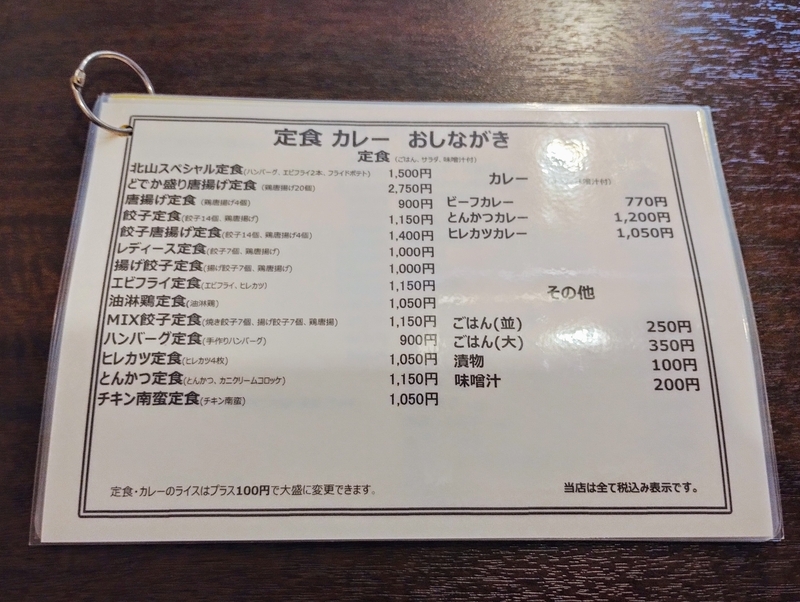 定食 カレー おしながき
定食 (ごはん、サラダ、味噌汁付)
北山スペシャル定食(ハンバーグ、エビフライ2本、フライドポテト) 1,500円
どでか盛り唐揚げ定食 (鶏唐揚げ20個) 2,750円
唐揚げ定食 (鶏唐揚げ4個) 900円
餃子定食(餃子14個、鶏唐揚げ) 1,150円
餃子唐揚げ定食(餃子14個、鶏唐揚げ4個) 1,400円
レディース定食(餃子7個、鶏唐揚げ) 1,000円
揚げ餃子定食(揚げ餃子7個、鶏唐揚げ) 1,000円
エビフライ定食(エビフライ、ヒレカツ) 1,150円
油淋鶏定食(油淋鶏) 1,050円
MIX餃子定食(焼き餃子7個、揚げ餃子7個、鶏唐揚) 1,150円
ハンバーグ定食(手作りハンバーグ) 900円
ヒレカツ定食(ヒレカツ4枚) 1,050円
とんかつ定食(とんかつ、カニクリームコロッケ) 1,150円
チキン南蛮定食(チキン南蛮) 1,050円
カレー 汁付)
ビーフカレー 770円
とんかつカレー 1,200円
ヒレカツカレー 1,050円
その他
ごはん(並) 250円
ごはん(大) 350円
漬物 100円
味噌汁 200円
定食・カレーのライスはプラス100円で大盛に変更できます。
当店は全て税込み表示です。